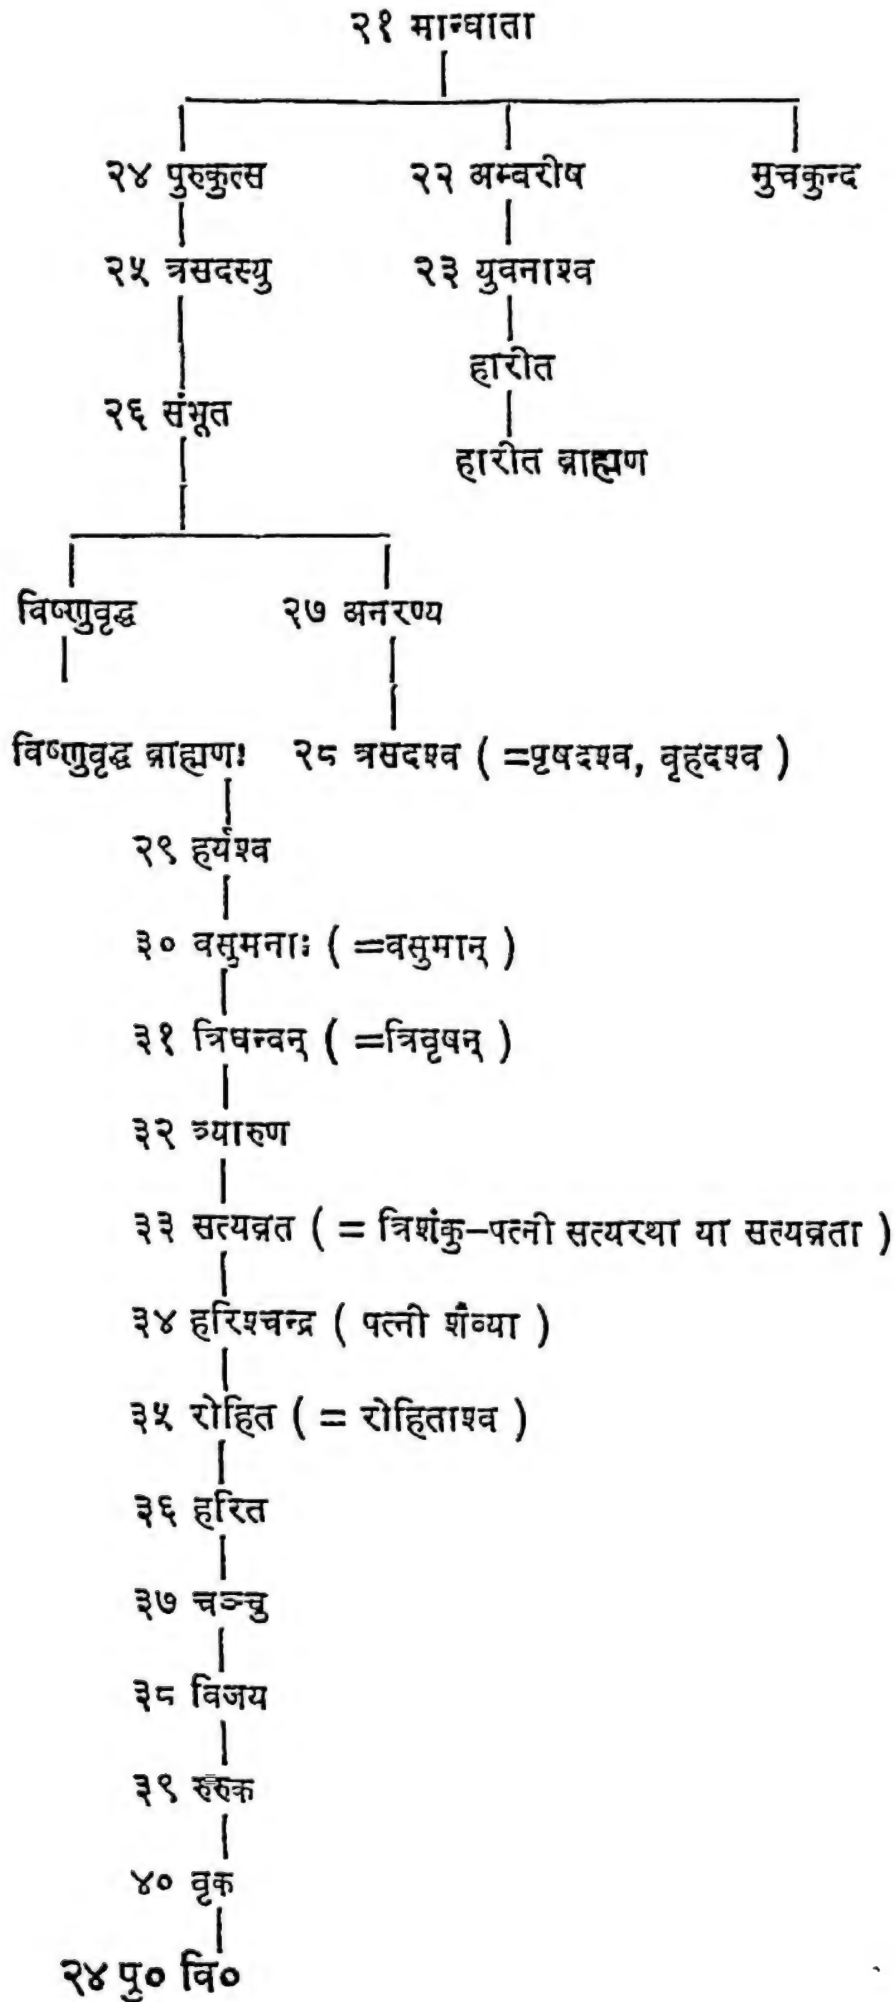 २१ मान्धाता
२४ पुरुकुत्स २२ अम्वरीष मुचकुन्द
२५ त्रसदस्यु २३ युवनाश्व
हारीत
२६ संभूत
हारीत ब्राह्मण
विष्णुवृद्ध २७ अनरण्य
विष्णुवृद्ध ब्राह्मणः २८ त्रसदश्व ( =पृषदश्व, वृहदश्व )
२९ हर्यश्व
३० वसुमनाः ( =वसुमान् )
३१ त्रिधन्वन् ( =त्रिवृषन् )
३२ त्र्यारुण
३३ सत्यव्रत ( = त्रिशंकु-पत्नी सत्यरथा या सत्यव्रता )
३४ हरिश्चन्द्र ( पत्नी शैव्या )
३५ रोहित ( = रोहिताश्व )
३६ हरित
३७ चञ्चु
३८ विजय
३९ रुरुक
४० वृक
२४ पु० वि०